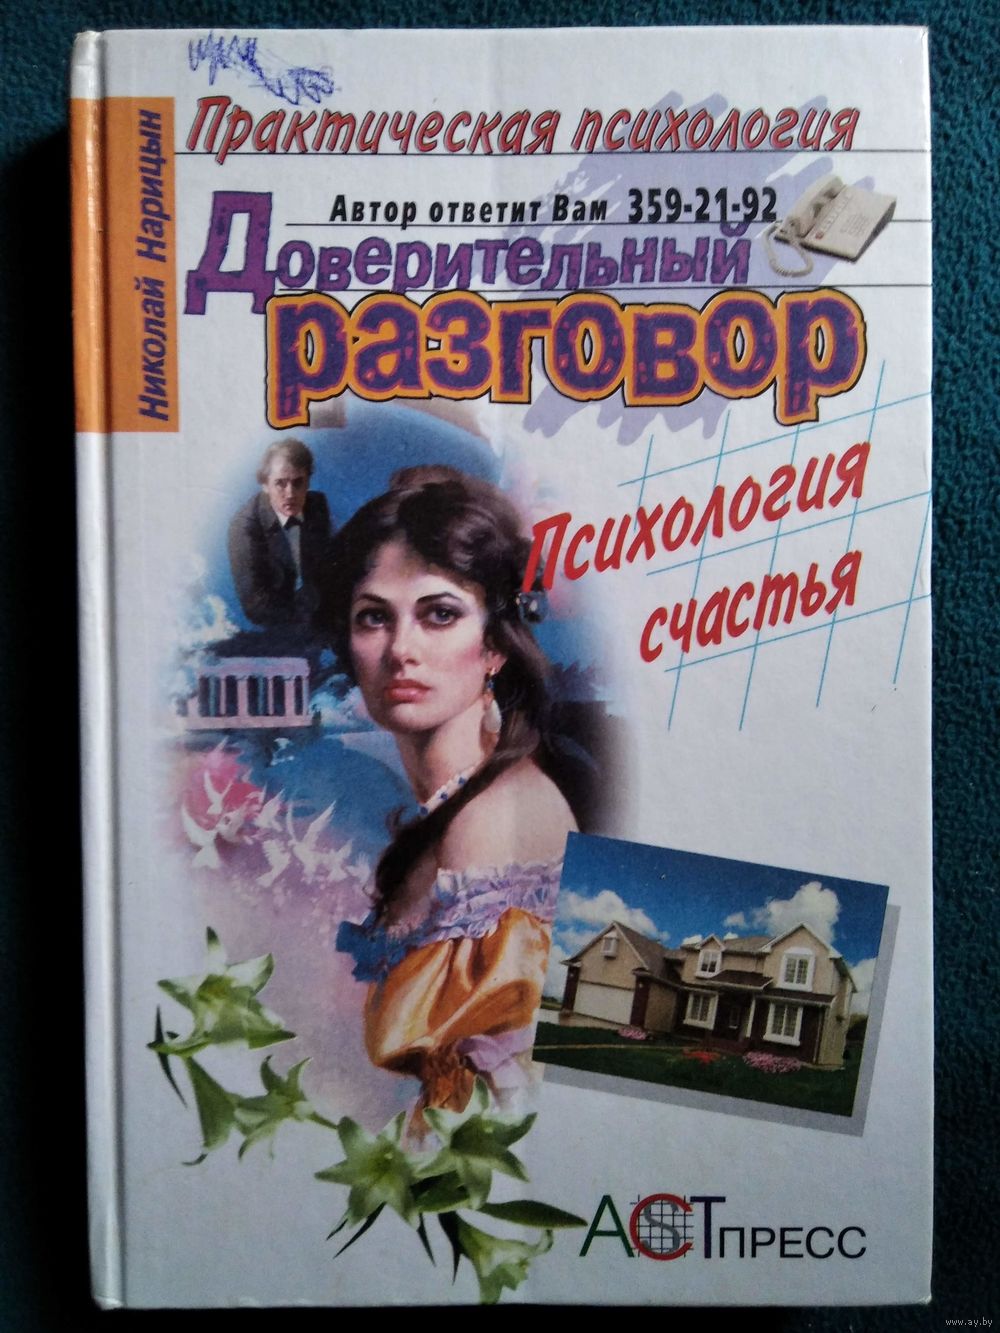 Практическая психология
Николай Нарицын
Автор ответит Вам 359-21-92
Доверительный
разговор
Психология
счастья
АСТ ПРЕСС
www.ay.by